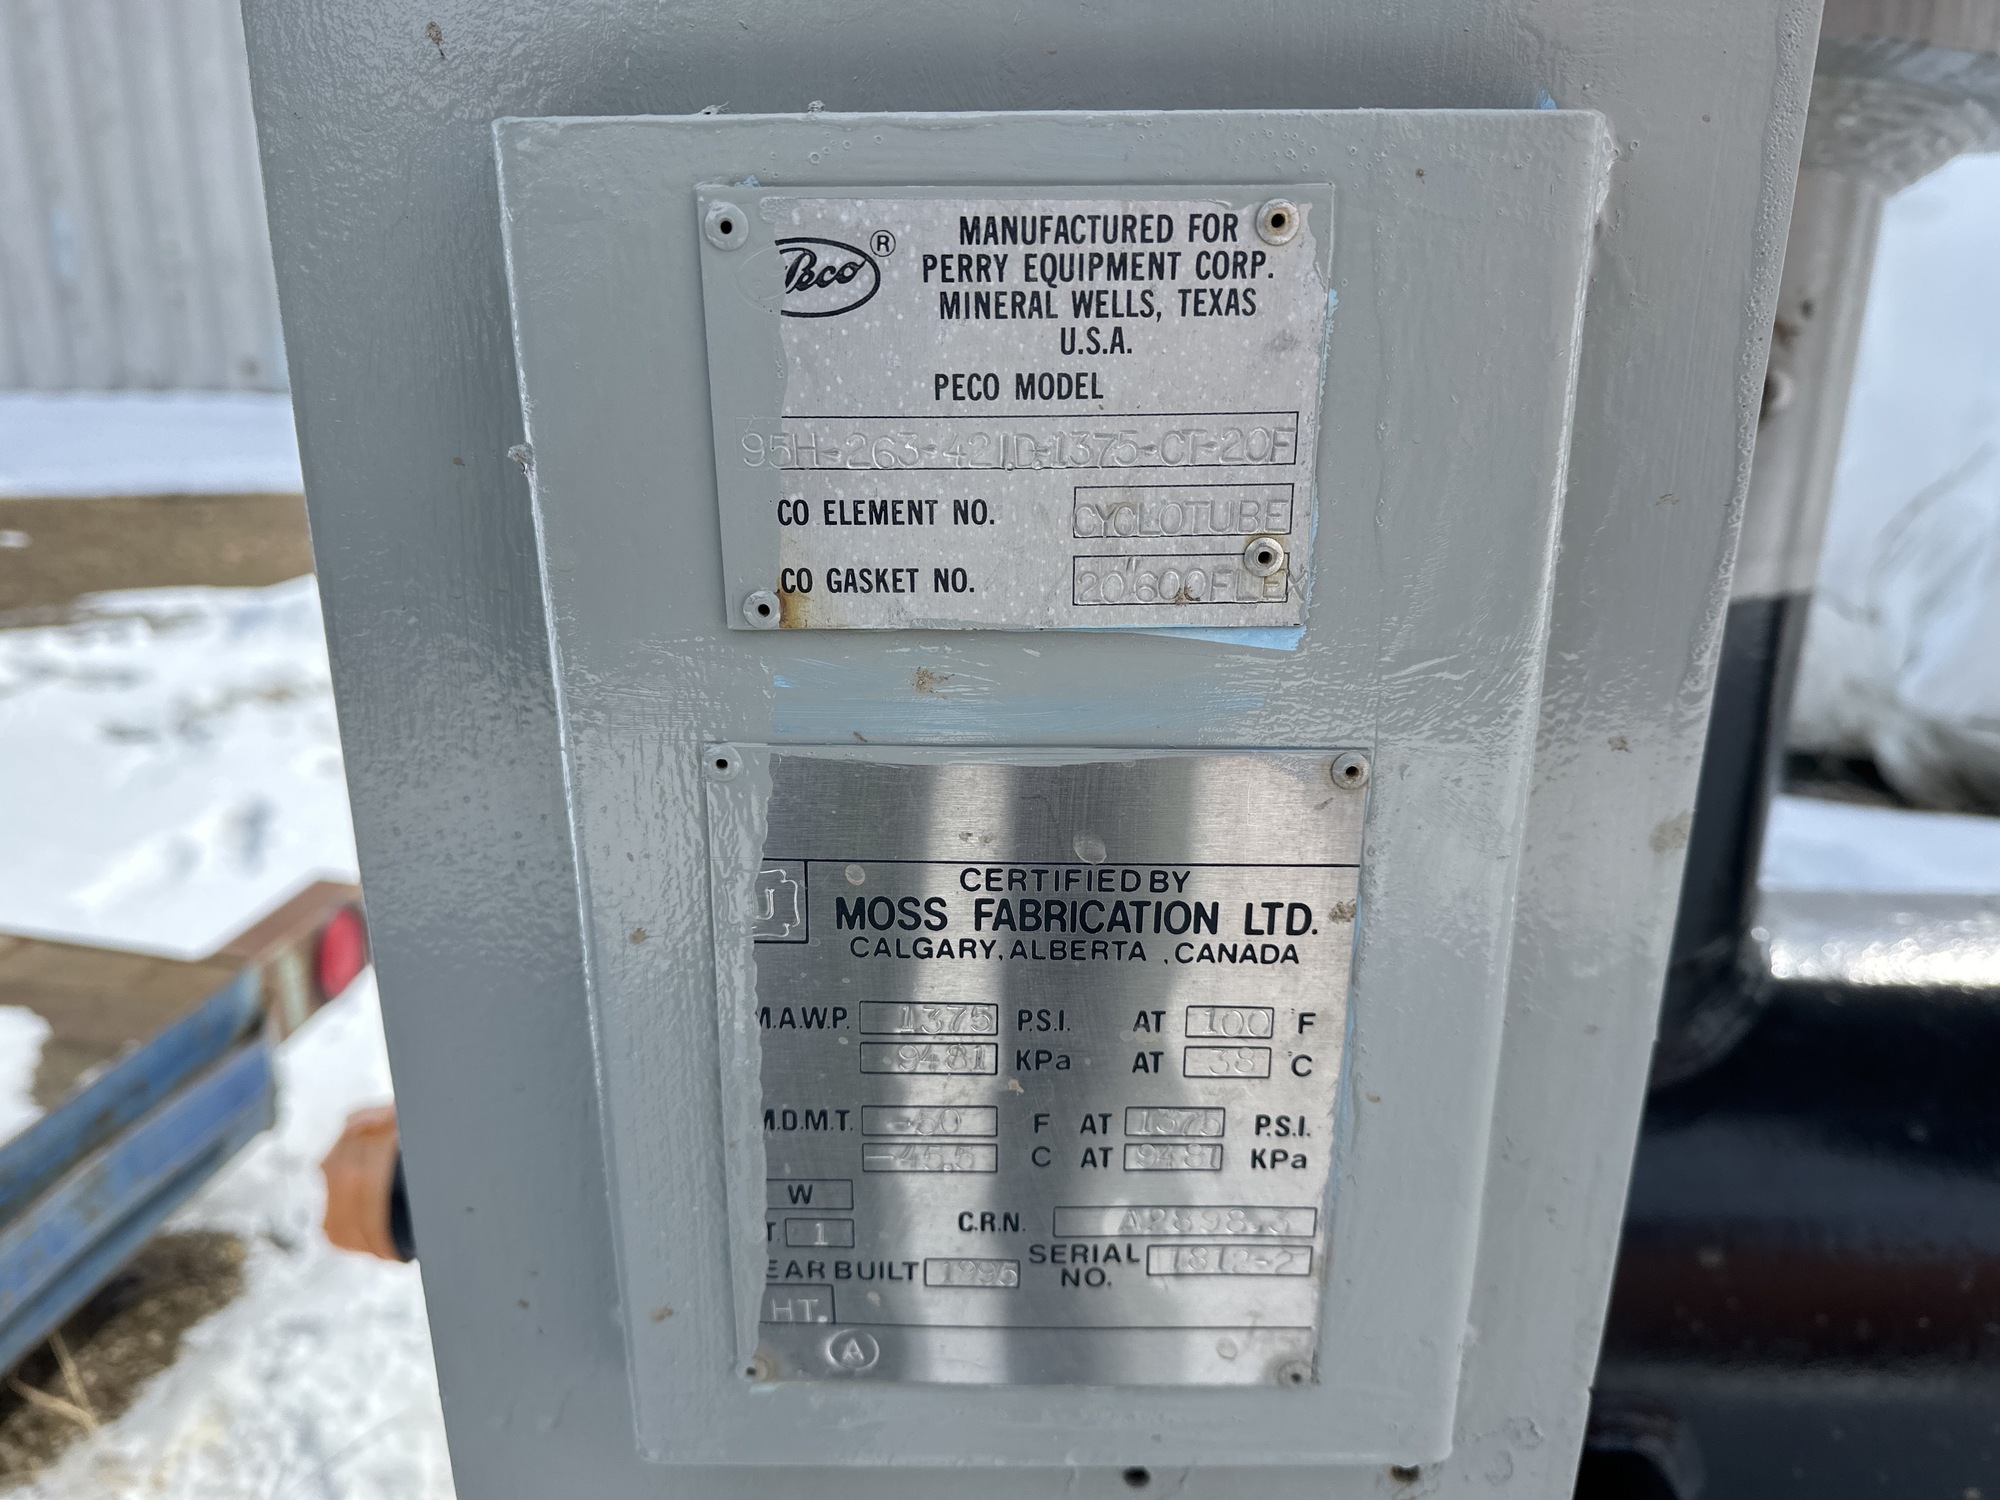 Peco ®
MANUFACTURED FOR
PERRY EQUIPMENT CORP.
MINERAL WELLS, TEXAS
U.S.A.
PECO MODEL
95H-263-42I.D.-1375-CT-20F
CO ELEMENT NO. CYCLOTUBE
CO GASKET NO. 20"600FLEX
U
CERTIFIED BY
MOSS FABRICATION LTD.
CALGARY, ALBERTA, CANADA
M.A.W.P. 1375 P.S.I. AT 100 °F
9481 KPa AT 38 °C
M.D.M.T. -50 F AT 1375 P.S.I.
-45.5 C AT 9481 KPa
W
T. 1 C.R.N. A2898.3
EAR BUILT 1995 SERIAL NO. 1812-2
HT.
A